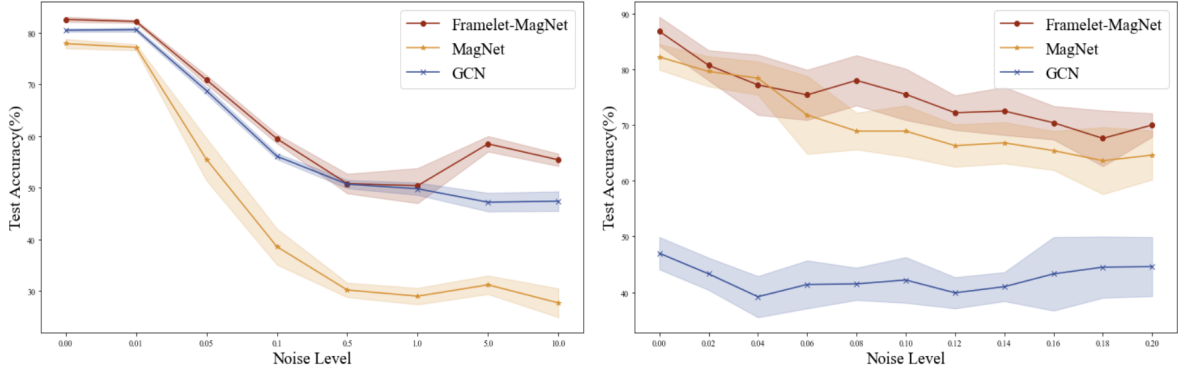 Test Accuracy(%)
80
70
60
50
40
30
0.00 0.01 0.05 0.1 0.5 1.0 5.0 10.0
Noise Level
Framelet-MagNet
MagNet
GCN
Test Accuracy(%)
90
80
70
60
50
40
0.00 0.02 0.04 0.06 0.08 0.10 0.12 0.14 0.16 0.18 0.20
Noise Level
Framelet-MagNet
MagNet
GCN